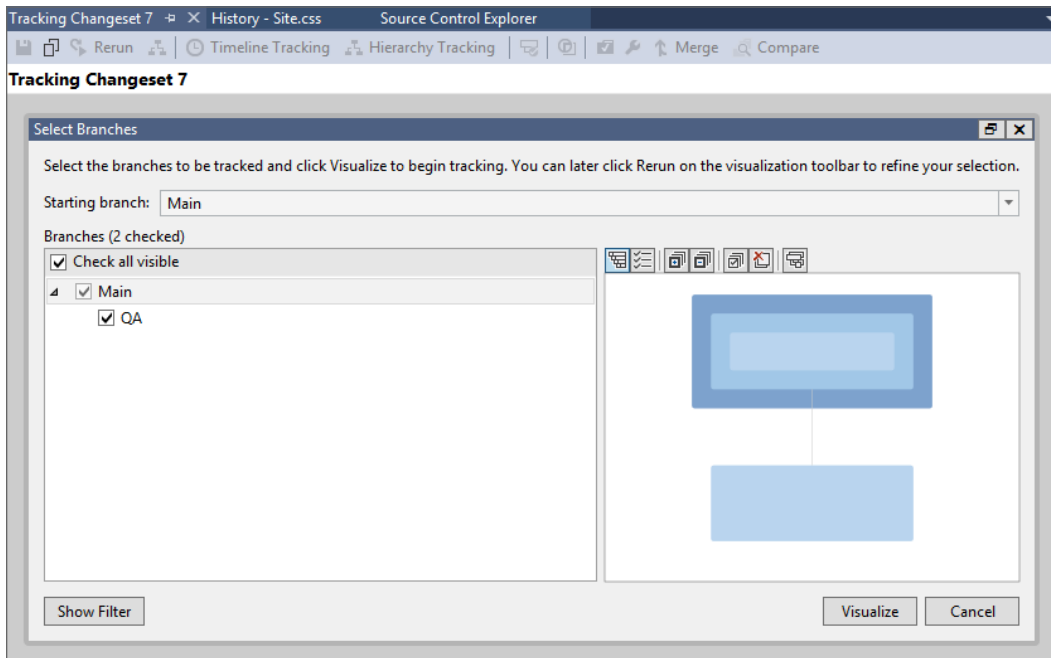 Tracking Changeset 7 History - Site.css Source Control Explorer
Rerun Timeline Tracking Hierarchy Tracking Merge Compare
Tracking Changeset 7
Select Branches
Select the branches to be tracked and click Visualize to begin tracking. You can later click Rerun on the visualization toolbar to refine your selection.
Starting branch: Main
Branches (2 checked)
Check all visible
Main
QA
Show Filter Visualize Cancel